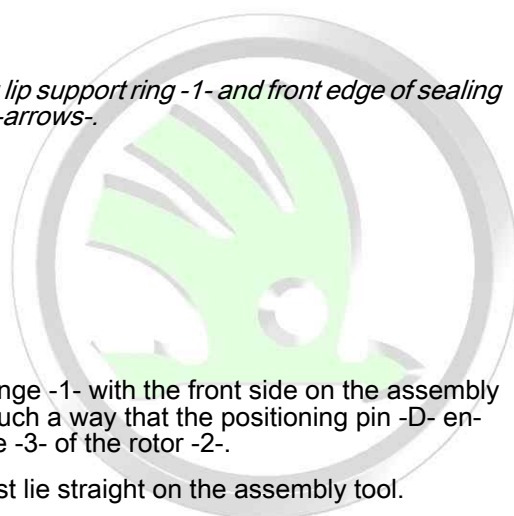 lip support ring -1- and front edge of sealing
-arrows-.
nge -1- with the front side on the assembly
uch a way that the positioning pin -D- en-
e -3- of the rotor -2-.
st lie straight on the assembly tool.